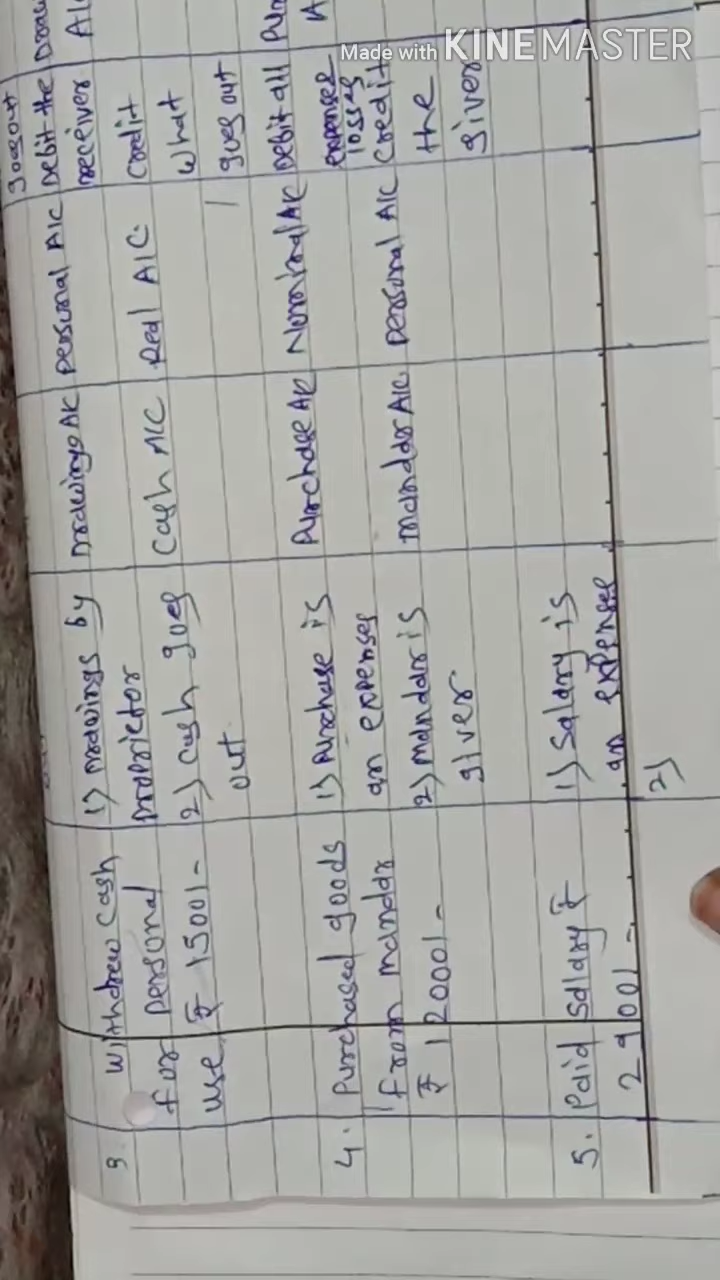 Made with KINEMASTER
3. Withdrew cash
for personal
use ₹ 1500/-
1) Drawings by
proprietor
2) cash goes
out
Drawings A/c
Cash A/C
Personal A/C
Real A/C
goes out
Debit the
receiver
Credit
what
goes out
4. Purchased goods
from mandar
₹ 12000/-
1) Purchase is
an expenses
2) mandar is
giver
Purchase A/c
mandar A/C
Nominal A/c
personal A/C
Debit all
expenses
losses
Credit
the
giver
5. Paid salary ₹
2900/-
1) Salary is
an expenses
2)